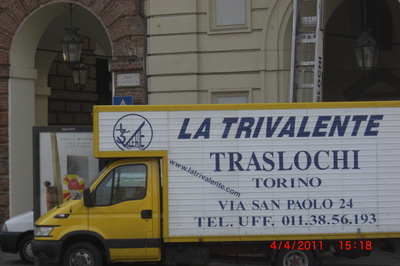 LA TRIVALENTE
www.latrivalente.com
TRASLOCHI
TORINO
VIA SAN PAOLO 24
TEL. UFF. 011.38.56.193
4/4/2011 15:18